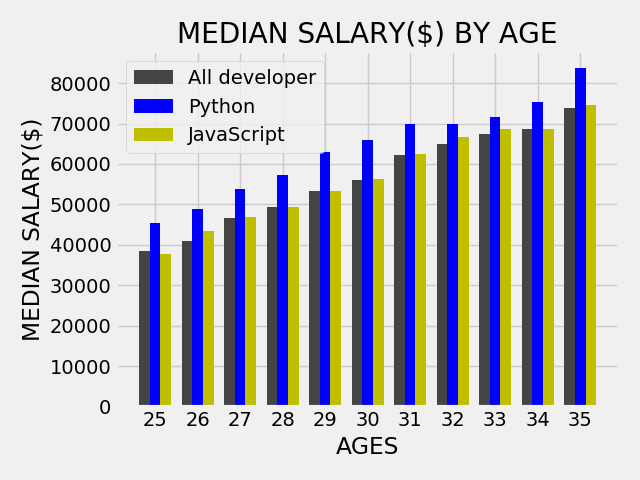 MEDIAN SALARY($) BY AGE
All developer
Python
JavaScript
80000
70000
60000
50000
40000
30000
20000
10000
0
MEDIAN SALARY($)
25 26 27 28 29 30 31 32 33 34 35
AGES